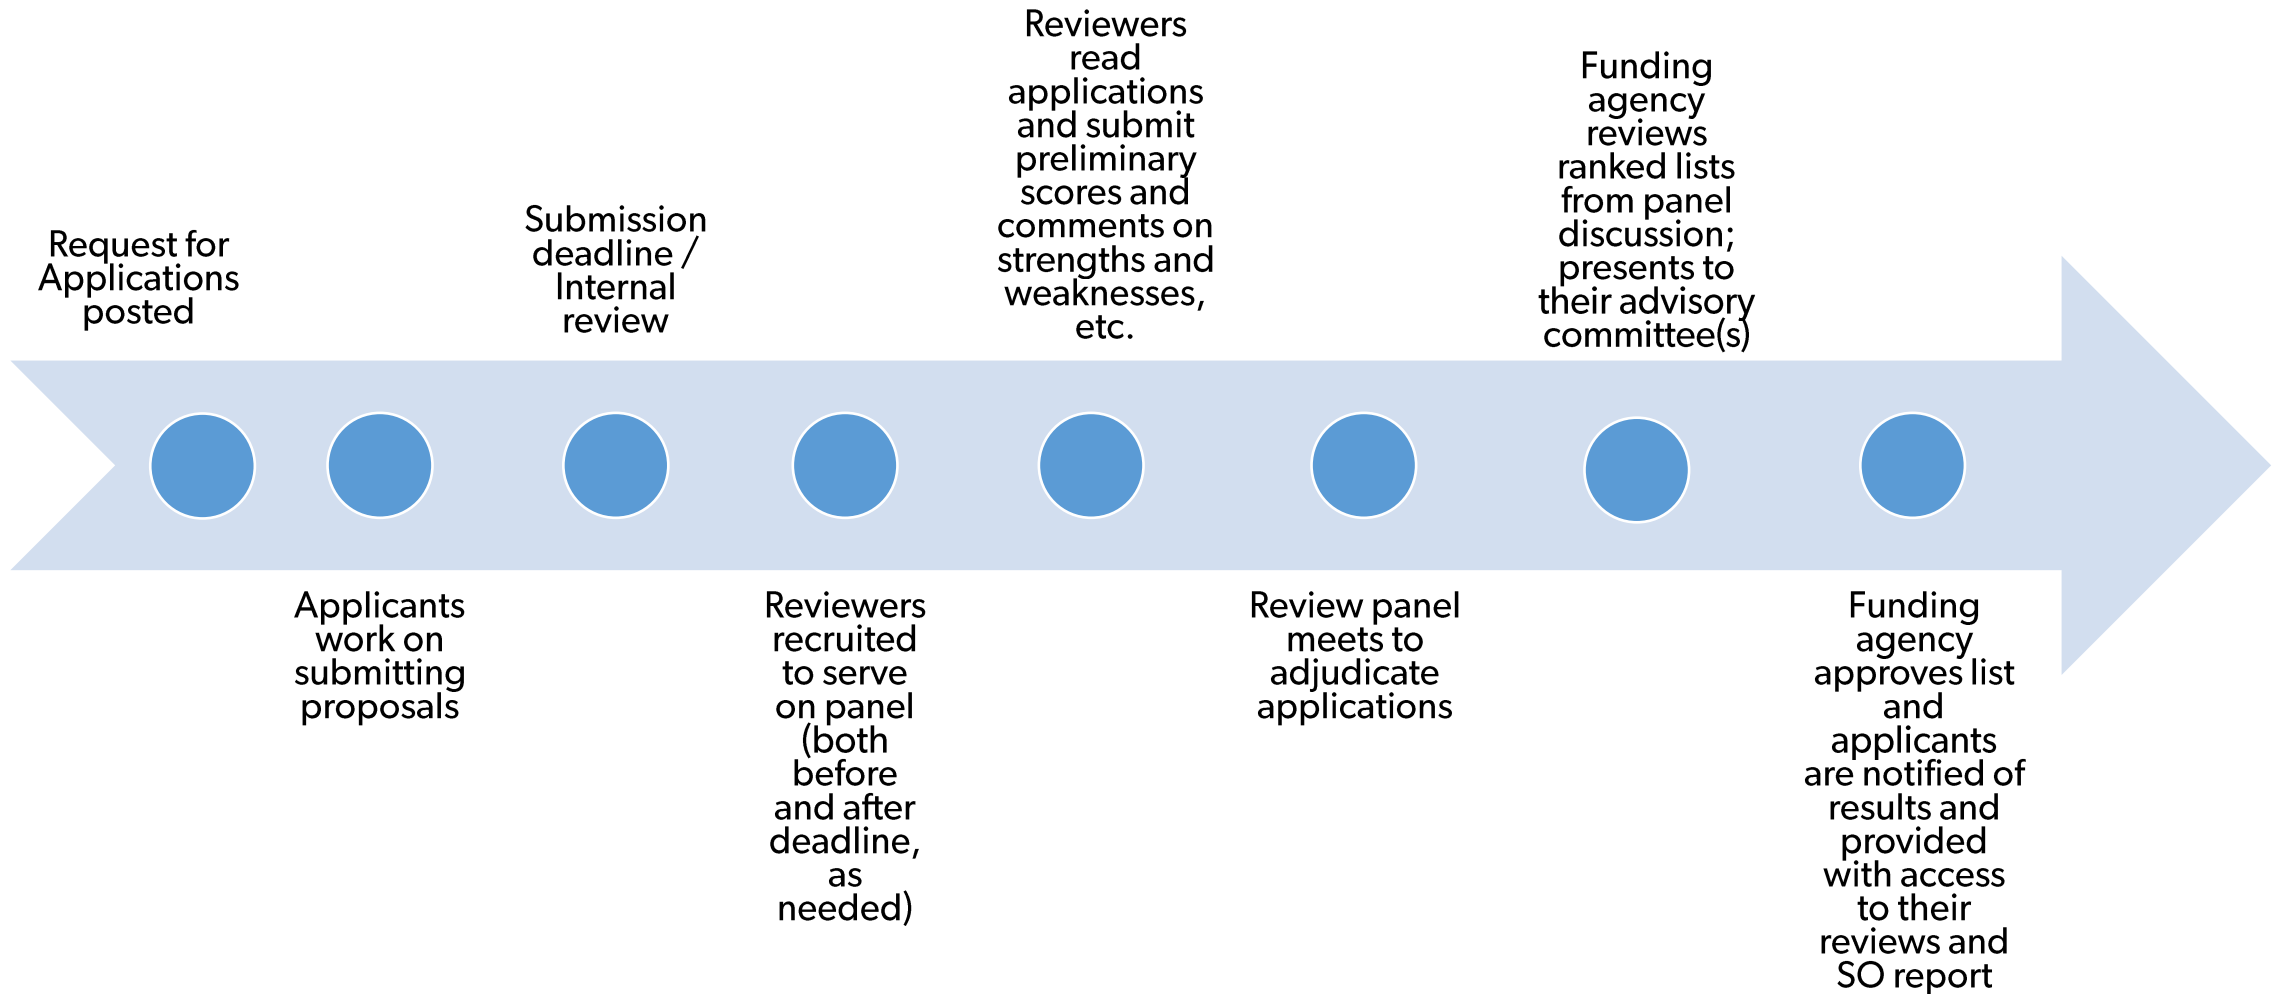 Request for
Applications
posted
Applicants
work on
submitting
proposals
Submission
deadline /
Internal
review
Reviewers
recruited
to serve
on panel
(both
before
and after
deadline,
as
needed)
Reviewers
read
applications
and submit
preliminary
scores and
comments on
strengths and
weaknesses,
etc.
Review panel
meets to
adjudicate
applications
Funding
agency
reviews
ranked lists
from panel
discussion;
presents to
their advisory
committee(s)
Funding
agency
approves list
and
applicants
are notified of
results and
provided
with access
to their
reviews and
SO report